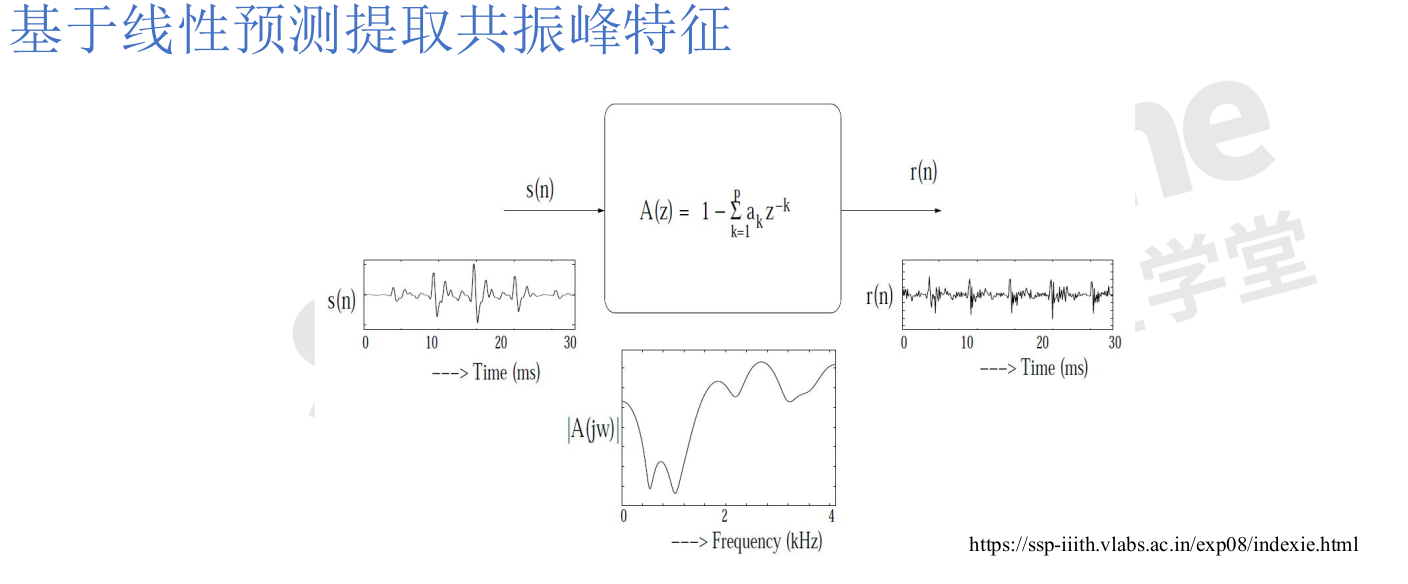 基于线性预测提取共振峰特征
s(n)
A(z) = 1 − Σ_{k=1}^{p} a_k z^{-k}
r(n)
s(n)
0 10 20 30
---> Time (ms)
r(n)
0 10 20 30
---> Time (ms)
|A(jw)|
0 2 4
---> Frequency (kHz)
https://ssp-iiith.vlabs.ac.in/exp08/indexie.html
学堂